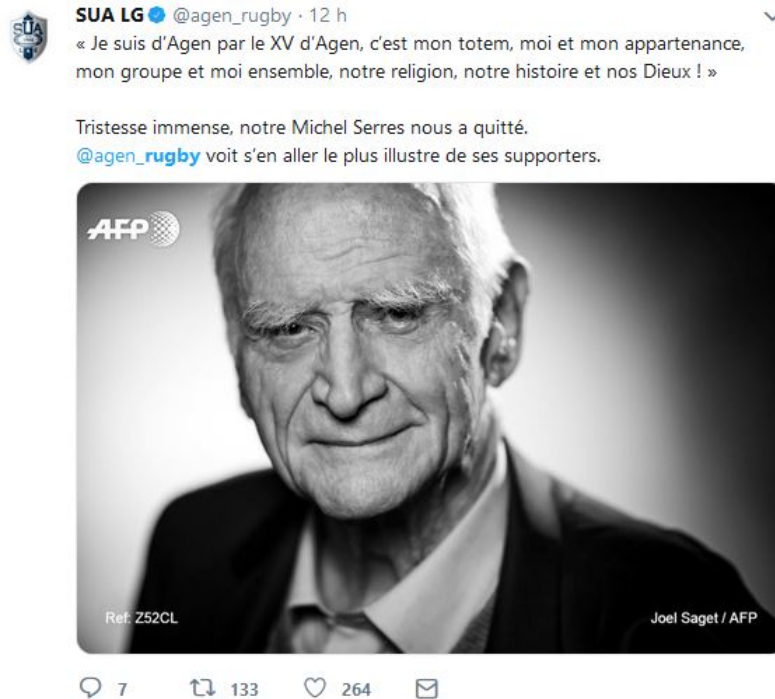 SUA LG @agen_rugby · 12 h
« Je suis d'Agen par le XV d'Agen, c'est mon totem, moi et mon appartenance,
mon groupe et moi ensemble, notre religion, notre histoire et nos Dieux ! »
Tristesse immense, notre Michel Serres nous a quitté.
@agen_rugby voit s'en aller le plus illustre de ses supporters.
SUA
AFP
Ref: Z52CL
Joel Saget / AFP
7 133 264